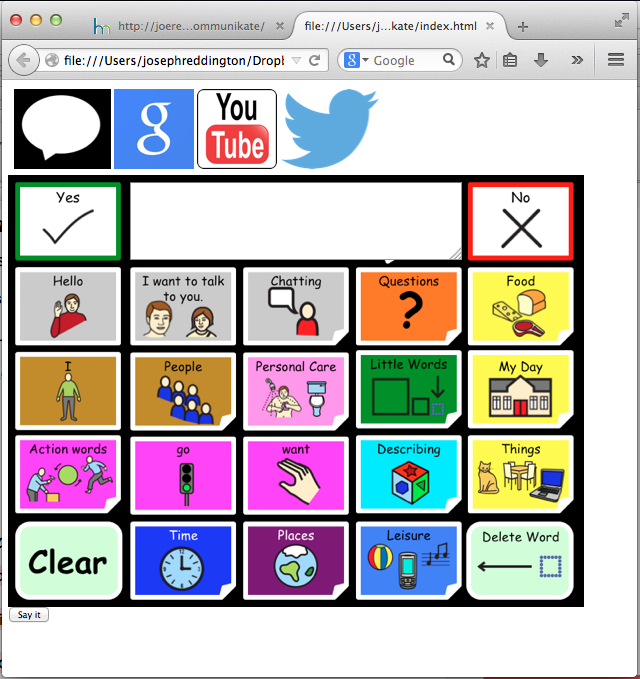 http://joere...ommunikate/
file:///Users/j...kate/index.html
file:///Users/josephreddington/Dropb
Google
g
You
Tube
Yes
No
Hello
I want to talk
to you.
Chatting
Questions
Food
I
People
Personal Care
Little Words
My Day
Action words
go
want
Describing
Things
Clear
Time
Places
Leisure
Delete Word
Say it